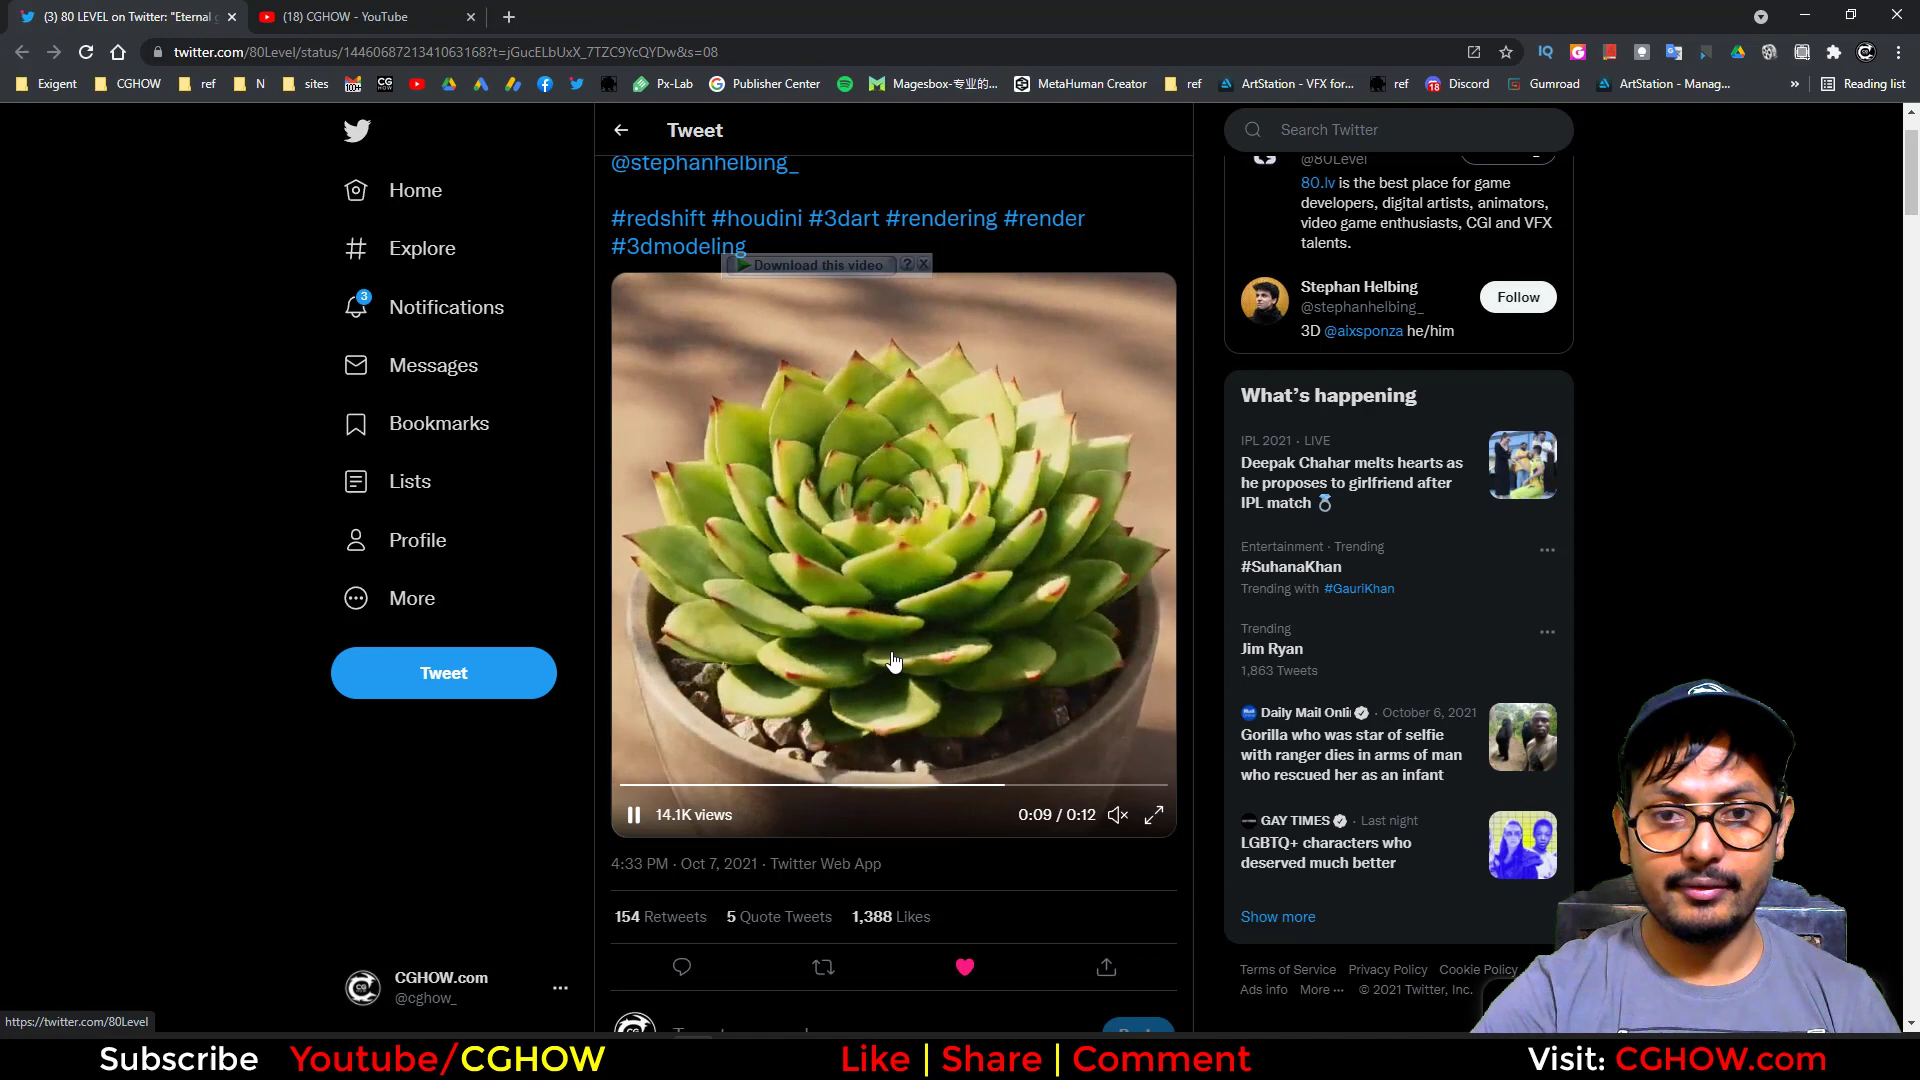 (3) 80 LEVEL on Twitter: "Eternal g
(18) CGHOW - YouTube
twitter.com/80Level/status/1446068721341063168?t=jGucELbUxX_7TZC9YcQYDw&s=08
Exigent
CGHOW
ref
N
sites
Px-Lab
Publisher Center
Magesbox-专业的...
MetaHuman Creator
ref
ArtStation - VFX for...
ref
Discord
Gumroad
ArtStation - Manag...
Reading list
Tweet
Search Twitter
Home
Explore
3
Notifications
Messages
Bookmarks
Lists
Profile
More
Tweet
CGHOW.com
@cghow_
@stephanhelbing_
#redshift #houdini #3dart #rendering #render
#3dmodeling
Download this video
14.1K views
0:09 / 0:12
4:33 PM · Oct 7, 2021 · Twitter Web App
154 Retweets 5 Quote Tweets 1,388 Likes
@80Level
80.lv is the best place for game
developers, digital artists, animators,
video game enthusiasts, CGI and VFX
talents.
Stephan Helbing
@stephanhelbing_
3D @aixsponza he/him
Follow
What's happening
IPL 2021 · LIVE
Deepak Chahar melts hearts as
he proposes to girlfriend after
IPL match
Entertainment · Trending
#SuhanaKhan
Trending with #GauriKhan
Trending
Jim Ryan
1,863 Tweets
Daily Mail Onli · October 6, 2021
Gorilla who was star of selfie
with ranger dies in arms of man
who rescued her as an infant
GAY TIMES · Last night
LGBTQ+ characters who
deserved much better
Show more
Terms of Service Privacy Policy Cookie Policy
Ads info More ··· © 2021 Twitter, Inc.
https://twitter.com/80Level
Subscribe Youtube/CGHOW
Like | Share | Comment
Visit: CGHOW.com